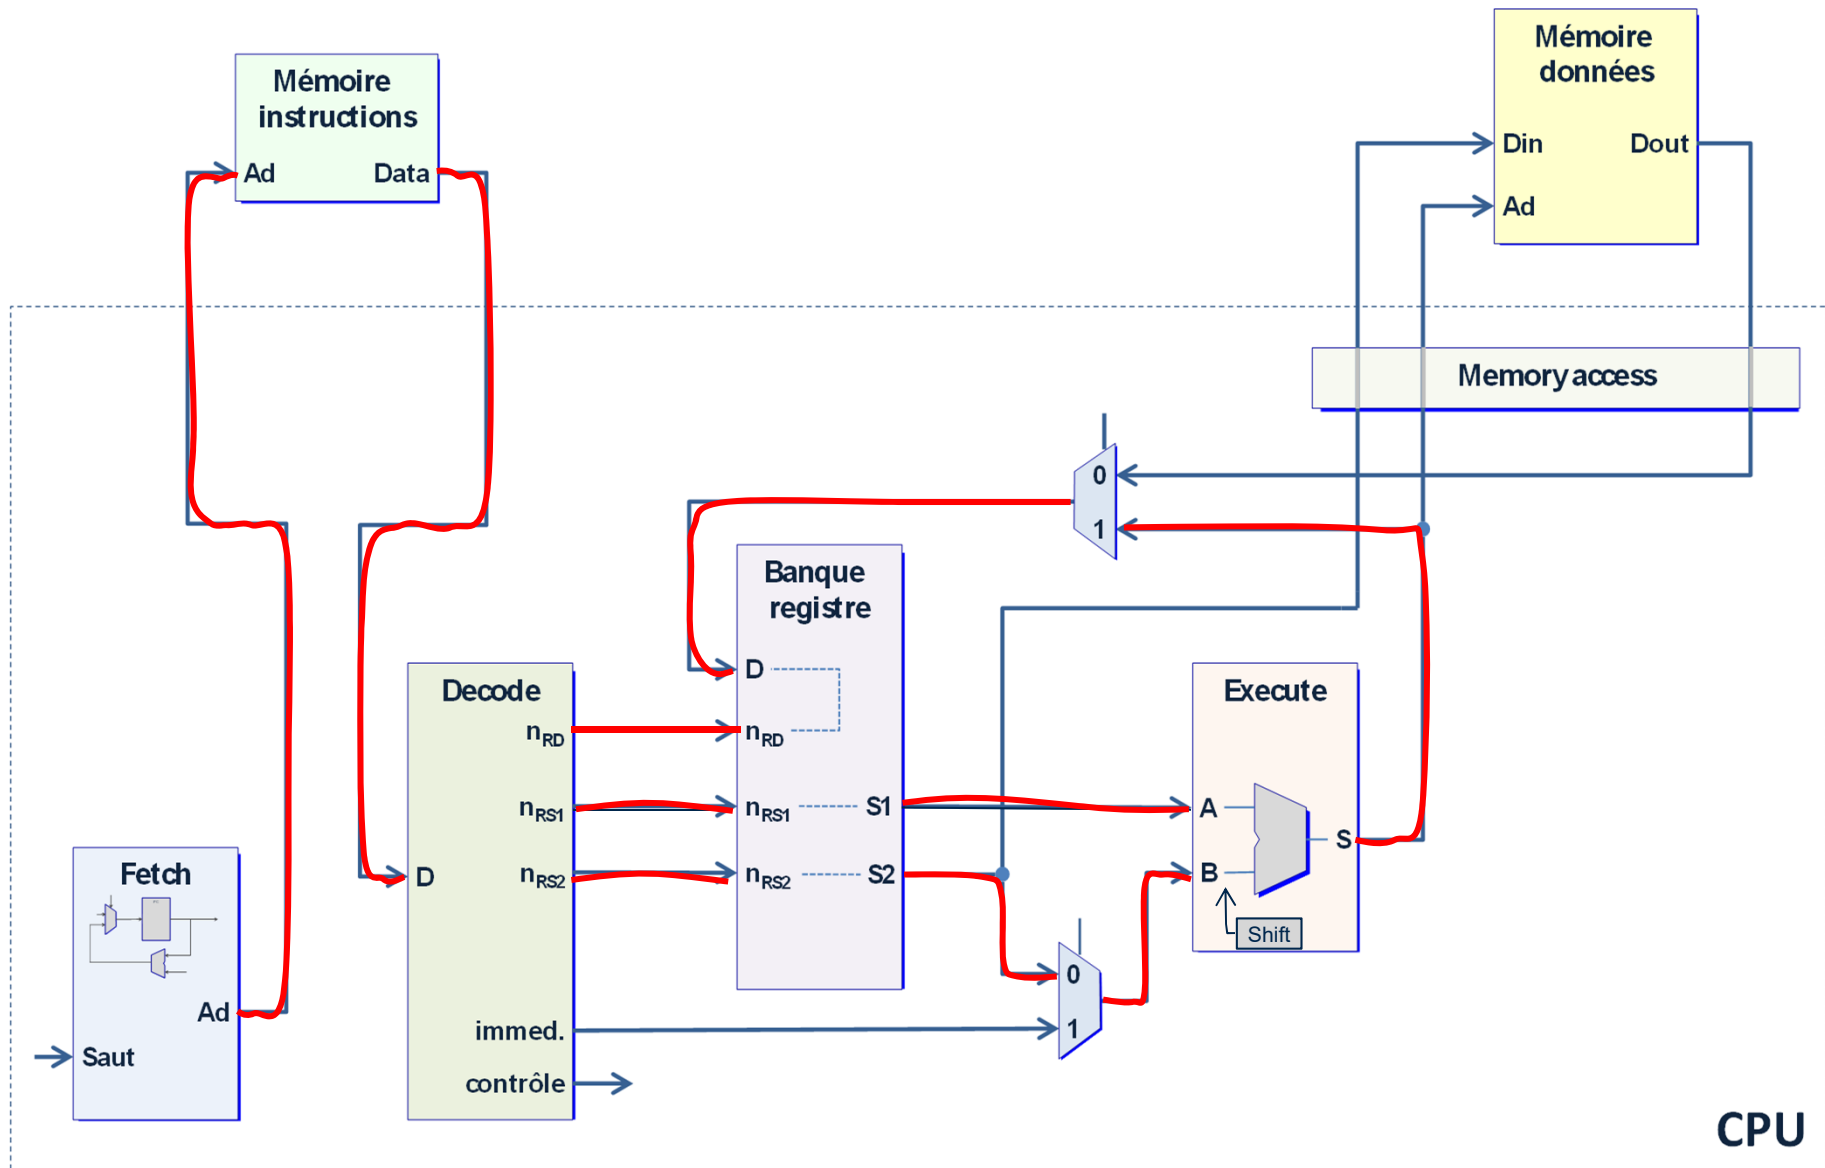 Mémoire
instructions
Ad
Data
Mémoire
données
Din
Dout
Ad
Memory access
0
1
Banque
registre
D
nRD
nRS1
S1
nRS2
S2
Decode
nRD
nRS1
nRS2
D
immed.
contrôle
Execute
A
S
B
Shift
0
1
Fetch
Ad
Saut
CPU